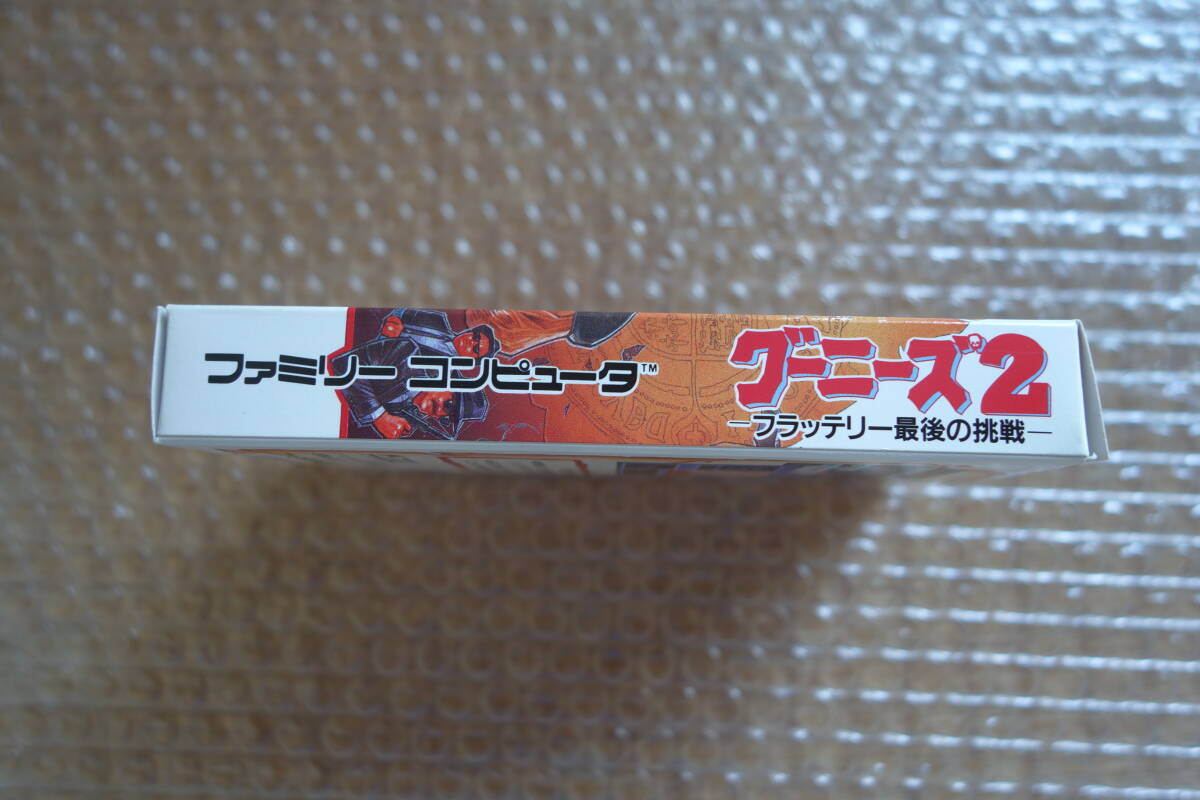 ファミリー コンピュータ™
グーニーズ2
―フラッテリー最後の挑戦―